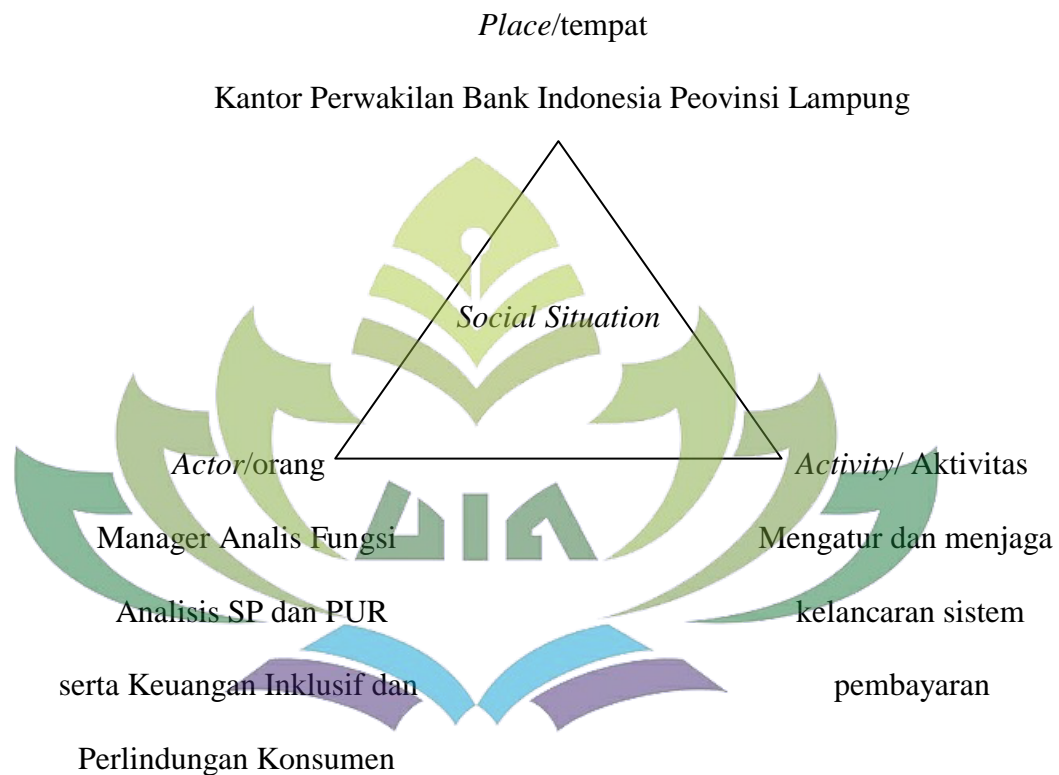 Place/tempat
Kantor Perwakilan Bank Indonesia Peovinsi Lampung
Social Situation
Actor/orang
Manager Analis Fungsi
Analisis SP dan PUR
serta Keuangan Inklusif dan
Perlindungan Konsumen
Activity/ Aktivitas
Mengatur dan menjaga
kelancaran sistem
pembayaran
UIN